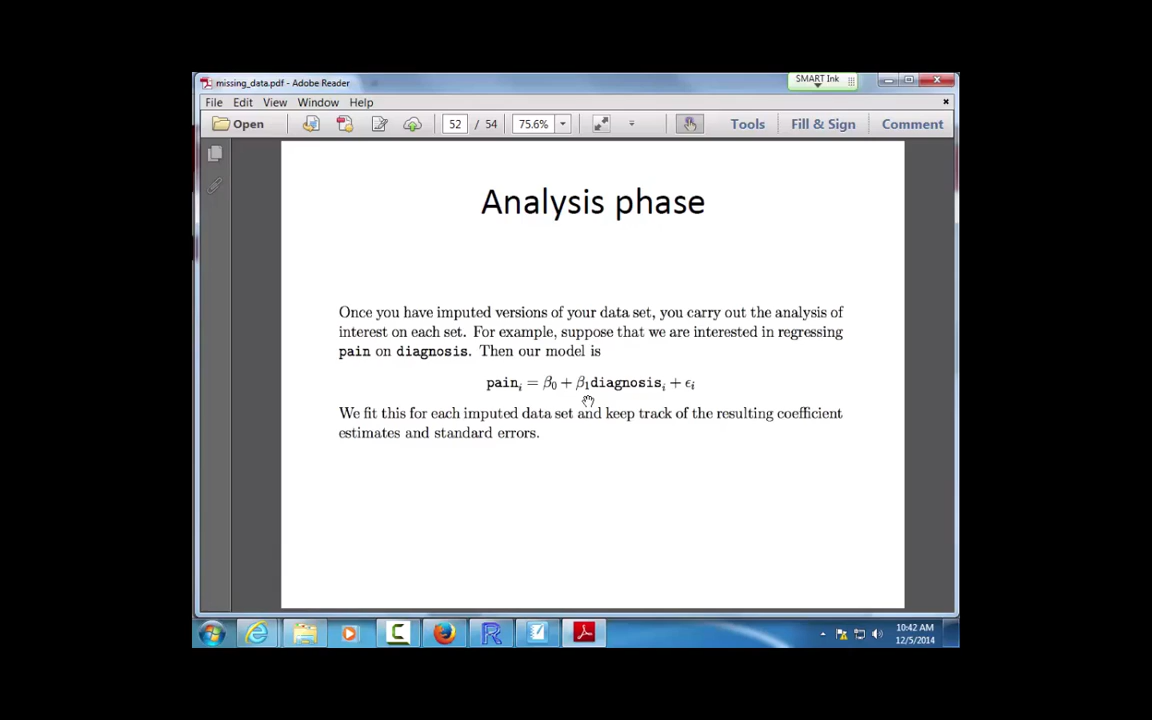 missing_data.pdf - Adobe Reader
SMART Ink
File Edit View Window Help
Open 52 / 54 75.6% Tools Fill & Sign Comment
Analysis phase
Once you have imputed versions of your data set, you carry out the analysis of
interest on each set. For example, suppose that we are interested in regressing
pain on diagnosis. Then our model is
painᵢ = β₀ + β₁diagnosisᵢ + ϵᵢ
We fit this for each imputed data set and keep track of the resulting coefficient
estimates and standard errors.
10:42 AM
12/5/2014